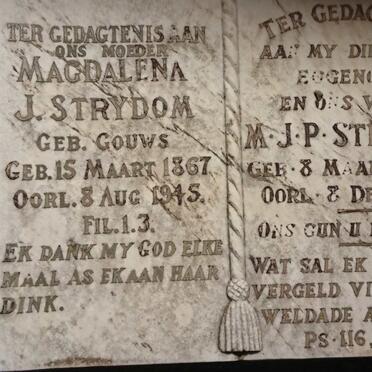 TER GEDAGTENIS AAN
ONS MOEDER
MAGDALENA
J. STRYDOM
GEB. GOUWS
GEB. 15 MAART 1867
OORL. 8 AUG 1945.
FIL. 1.3.
EK DANK MY GOD ELKE
MAAL AS EK AAN HAAR
DINK.
TER GEDAG
AAN MY DIE
EGGENO
EN ONS V
M.J.P. ST
GEB. 8 MAA
OORL. 8 DE
ONS GUN U
WAT SAL EK
VERGELD VI
WELDADE A
PS. 116,